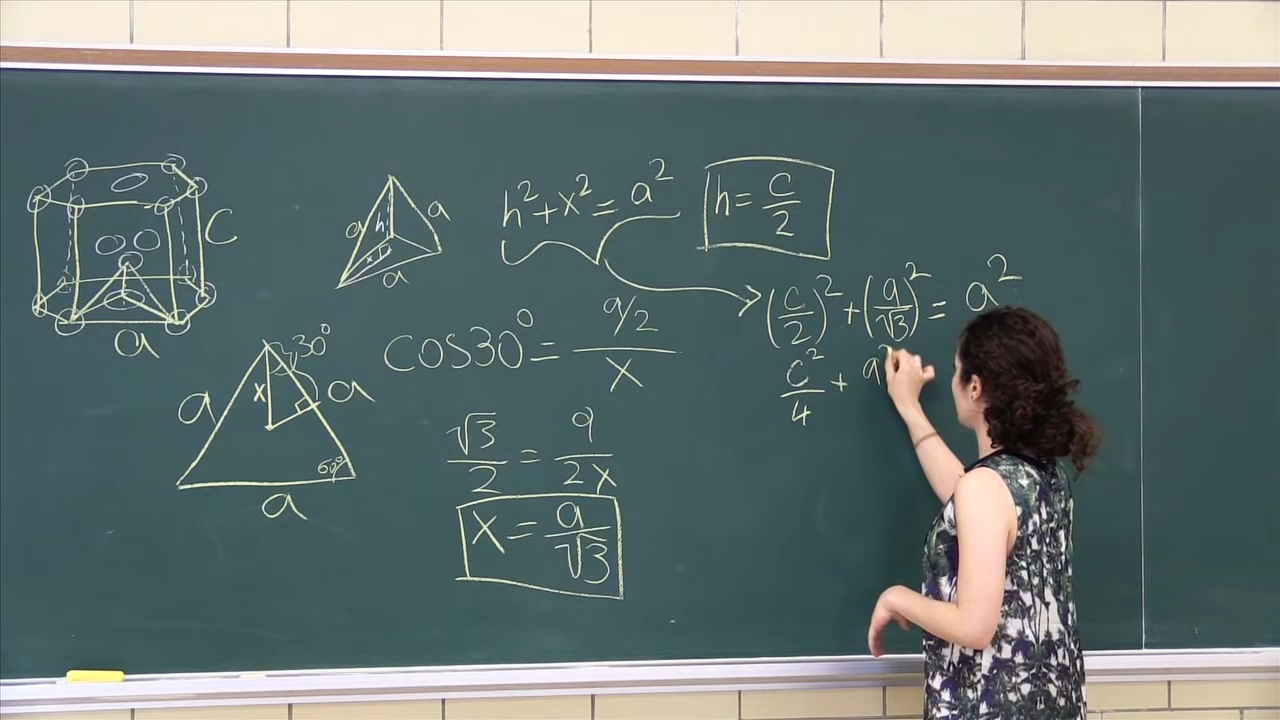 C
a
a
h
a
x
a
h² + x² = a²
h = C/2
(C/2)² + (a/√3)² = a²
C²/4 + a²
30°
a
x
a
60°
a
cos30° = a/2 / x
√3/2 = a/2x
x = a/√3